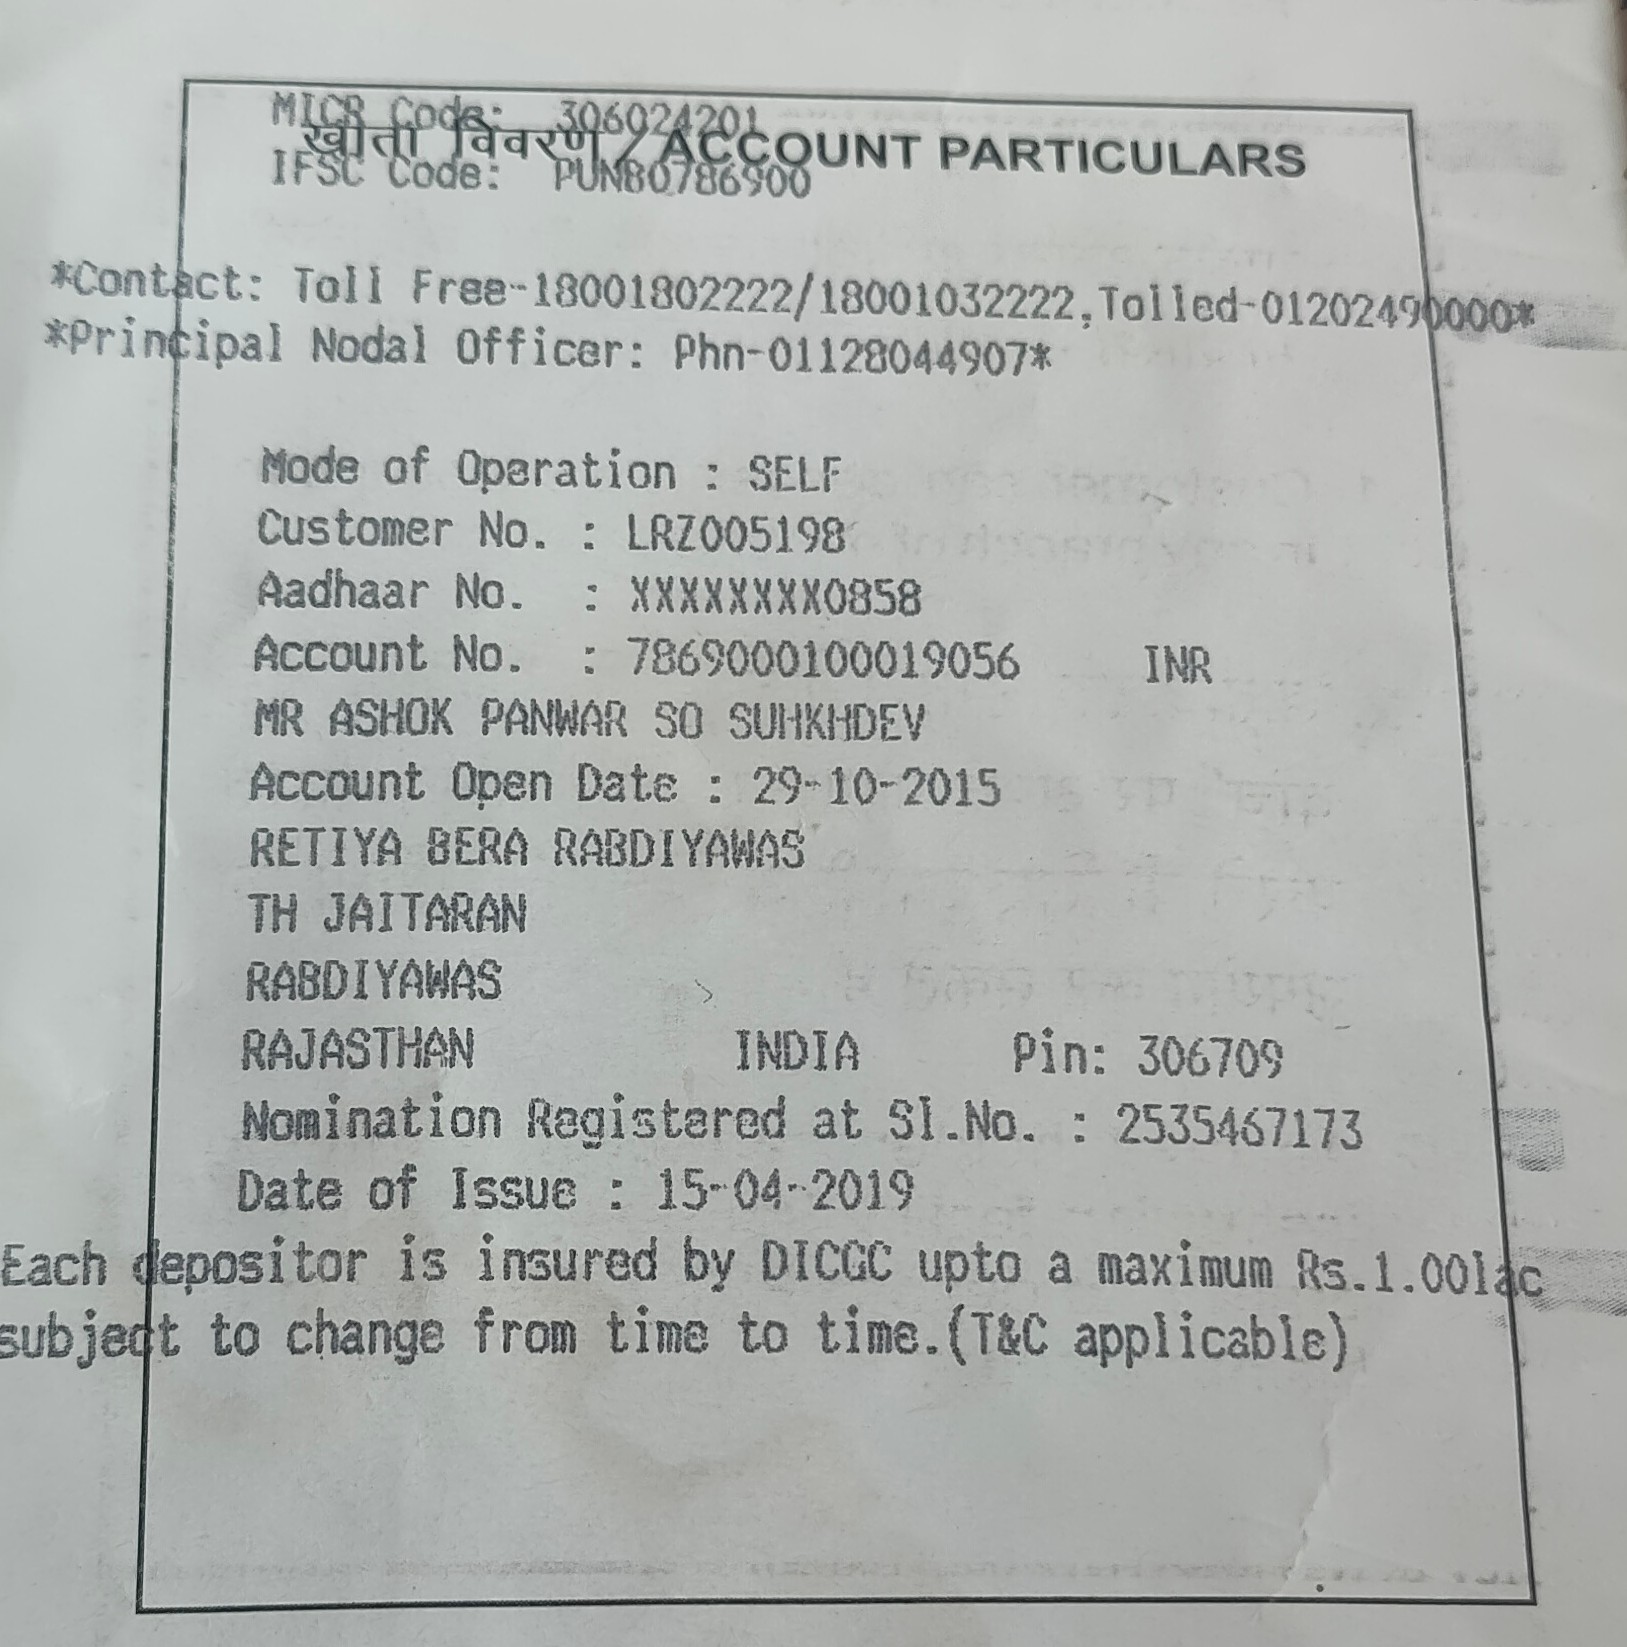 MICR Code: 306024201
खाता विवरण / ACCOUNT PARTICULARS
IFSC Code: PUNB0786900
*Contact: Toll Free-18001802222/18001032222,Tolled-01202490000*
*Principal Nodal Officer: Phn-01128044907*
Mode of Operation : SELF
Customer No. : LRZ005198
Aadhaar No. : XXXXXXXX0858
Account No. : 7869000100019056 INR
MR ASHOK PANWAR SO SUHKHDEV
Account Open Date : 29-10-2015
RETIYA BERA RABDIYAWAS
TH JAITARAN
RABDIYAWAS
RAJASTHAN INDIA Pin: 306709
Nomination Registered at Sl.No. : 2535467173
Date of Issue : 15-04-2019
Each depositor is insured by DICGC upto a maximum Rs.1.00lac
subject to change from time to time.(T&C applicable)